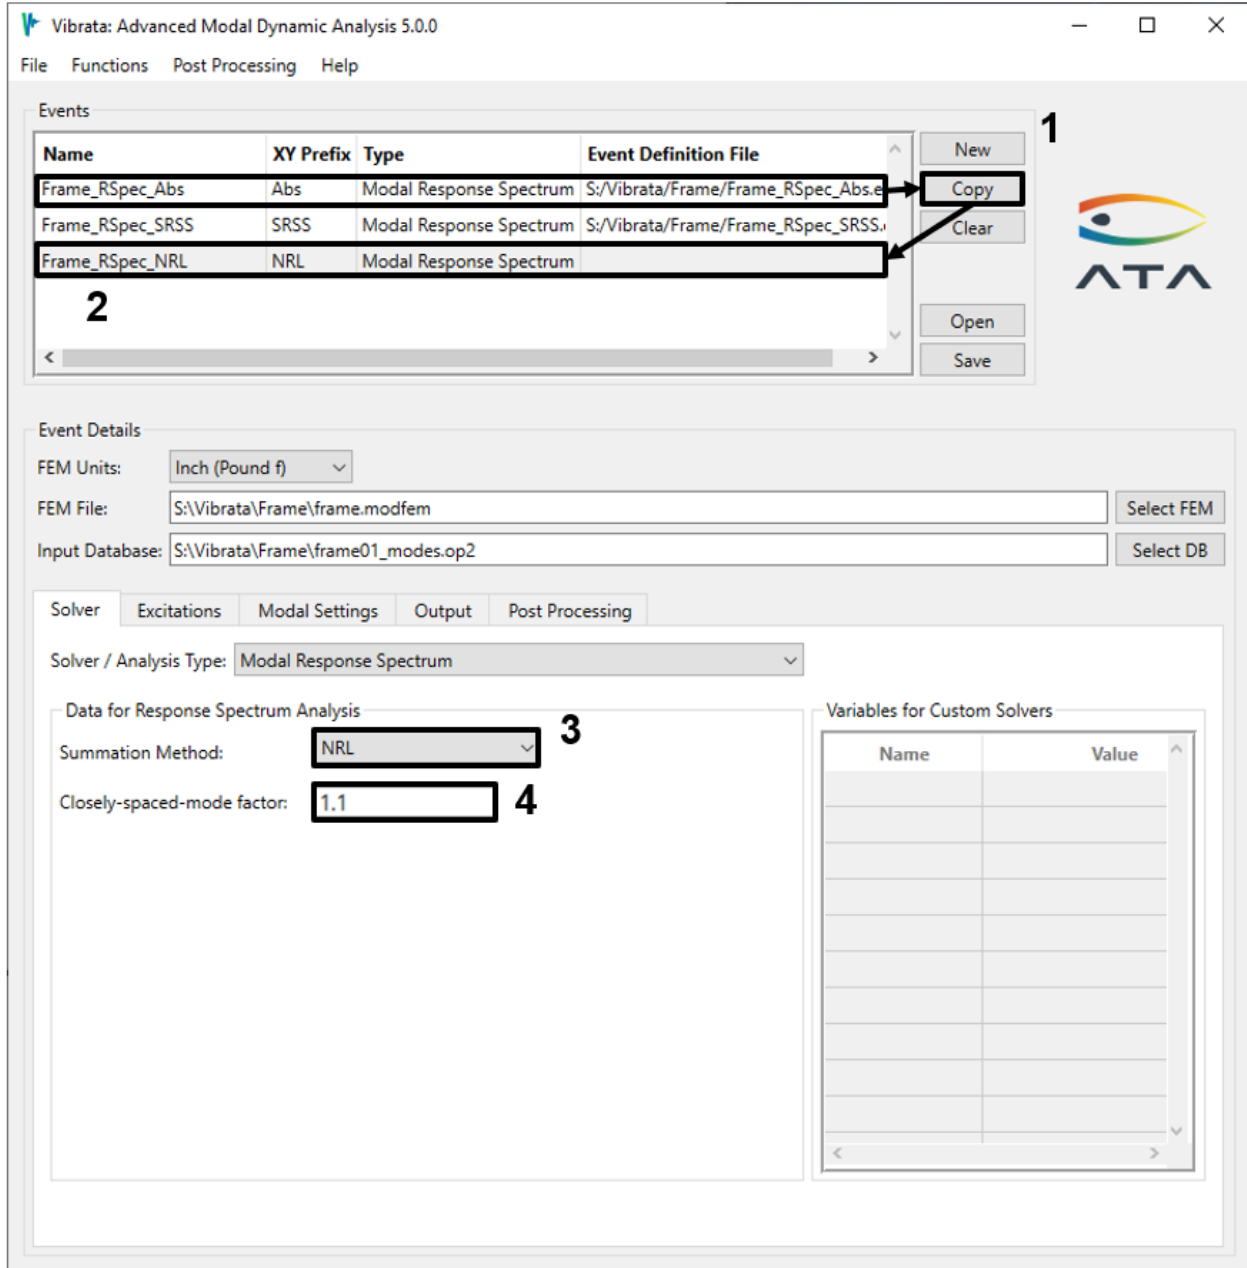 Vibrata: Advanced Modal Dynamic Analysis 5.0.0
File Functions Post Processing Help
Events
1
Name XY Prefix Type Event Definition File
New
Frame_RSpec_Abs Abs Modal Response Spectrum S:/Vibrata/Frame/Frame_RSpec_Abs.e
Copy
Frame_RSpec_SRSS SRSS Modal Response Spectrum S:/Vibrata/Frame/Frame_RSpec_SRSS.
Clear
Frame_RSpec_NRL NRL Modal Response Spectrum
ATA
2
Open
Save
Event Details
FEM Units: Inch (Pound f)
FEM File: S:\Vibrata\Frame\frame.modfem Select FEM
Input Database: S:\Vibrata\Frame\frame01_modes.op2 Select DB
Solver Excitations Modal Settings Output Post Processing
Solver / Analysis Type: Modal Response Spectrum
Data for Response Spectrum Analysis
Variables for Custom Solvers
Summation Method: NRL 3
Name Value
Closely-spaced-mode factor: 1.1 4